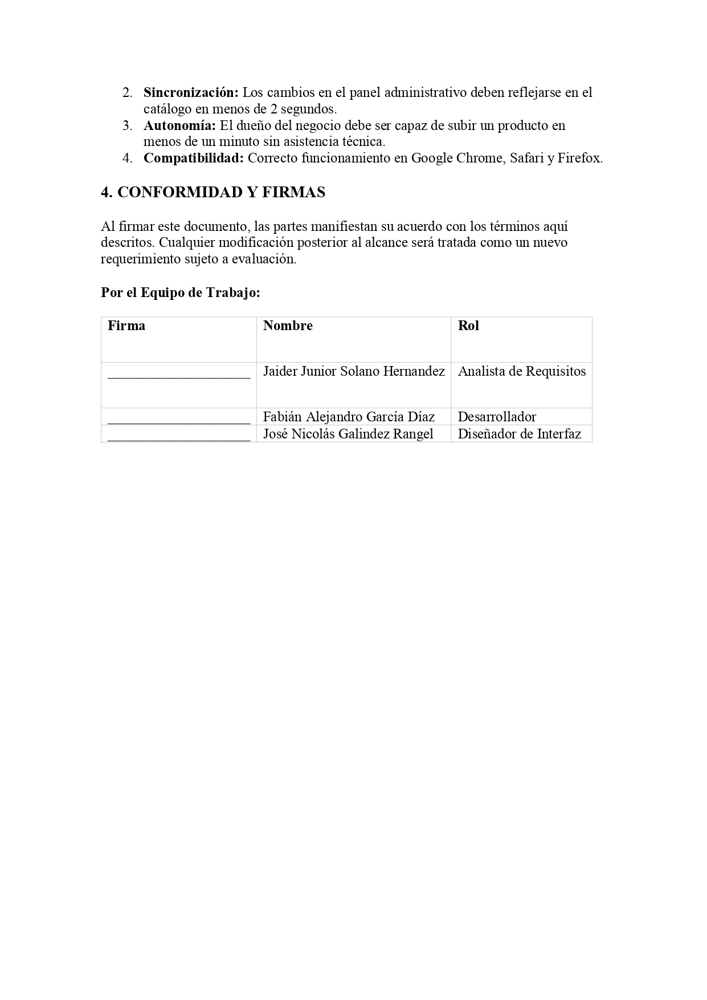 2. Sincronización: Los cambios en el panel administrativo deben reflejarse en el
catálogo en menos de 2 segundos.
3. Autonomía: El dueño del negocio debe ser capaz de subir un producto en
menos de un minuto sin asistencia técnica.
4. Compatibilidad: Correcto funcionamiento en Google Chrome, Safari y Firefox.
4. CONFORMIDAD Y FIRMAS
Al firmar este documento, las partes manifiestan su acuerdo con los términos aquí
descritos. Cualquier modificación posterior al alcance será tratada como un nuevo
requerimiento sujeto a evaluación.
Por el Equipo de Trabajo:
Firma Nombre Rol
____________________ Jaider Junior Solano Hernandez Analista de Requisitos
____________________ Fabián Alejandro García Díaz Desarrollador
____________________ José Nicolás Galindez Rangel Diseñador de Interfaz